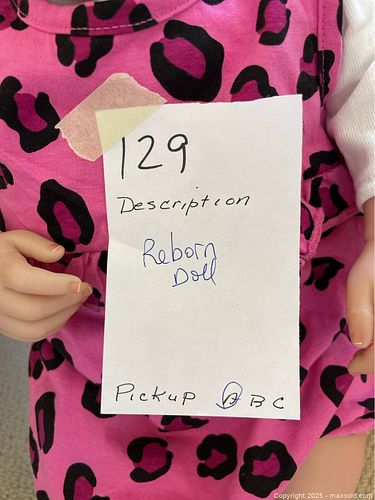 129
Description
Reborn
Doll
Pickup A B C
Copyright © 2025 - maxsold.com